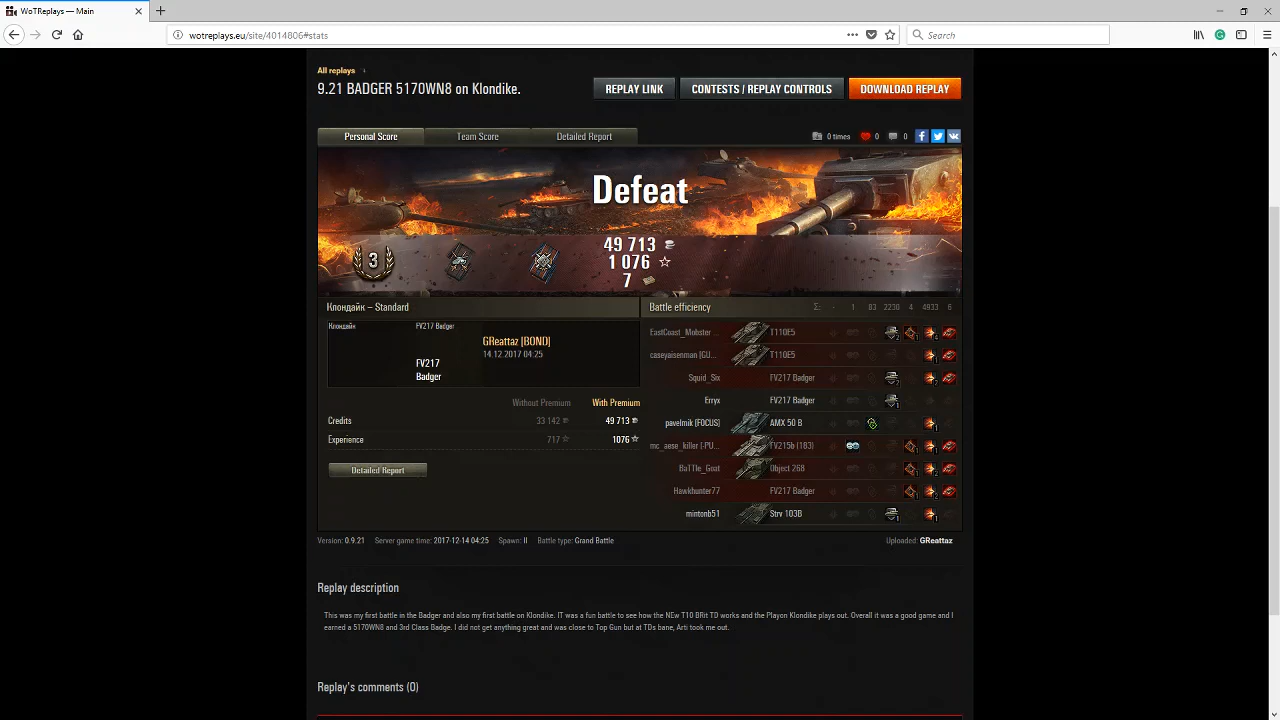 WoTReplays — Main
wotreplays.eu/site/4014806#stats
Search
All replays
9.21 BADGER 5170WN8 on Klondike.
REPLAY LINK
CONTESTS / REPLAY CONTROLS
DOWNLOAD REPLAY
Personal Score
Team Score
Detailed Report
0 times
0
0
Defeat
3
49 713
1 076
7
Клондайк – Standard
Battle efficiency
Σ: - 1 83 2230 4 4933 6
Клондайк
FV217 Badger
GReattaz [BOND]
14.12.2017 04:25
FV217
Badger
Without Premium With Premium
Credits 33 142 49 713
Experience 717 1076
Detailed Report
EastCoast_Mobster ... T110E5
caseyaisenman [GU... T110E5
Squid_Six FV217 Badger
Erryx FV217 Badger
pavelmik [FOCUS] AMX 50 B
mc_aese_killer [-PU... FV215b (183)
BaTTle_Goat Object 268
Hawkhunter77 FV217 Badger
mintonb51 Strv 103B
Version: 0.9.21 Server game time: 2017-12-14 04:25 Spawn: II Battle type: Grand Battle Uploaded: GReattaz
Replay description
This was my first battle in the Badger and also my first battle on Klondike. IT was a fun battle to see how the NEw T10 BRit TD works and the Playon Klondike plays out. Overall it was a good game and I
earned a 5170WN8 and 3rd Class Badge. I did not get anything great and was close to Top Gun but at TDs bane, Arti took me out.
Replay's comments (0)